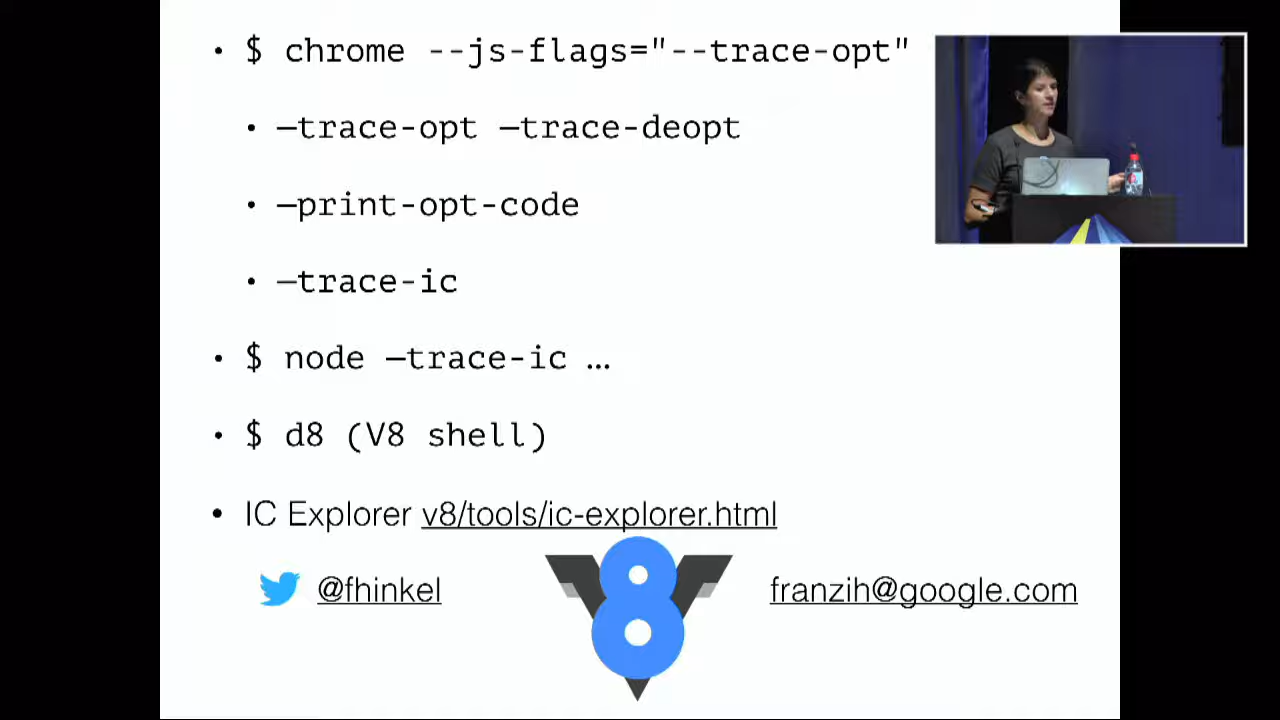 • $ chrome --js-flags="--trace-opt"
• —trace-opt —trace-deopt
• —print-opt-code
• —trace-ic
• $ node —trace-ic …
• $ d8 (V8 shell)
• IC Explorer v8/tools/ic-explorer.html
@fhinkel
V8
franzih@google.com